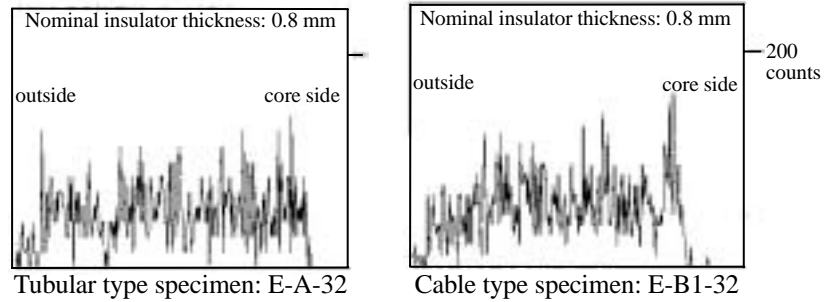 Nominal insulator thickness: 0.8 mm
outside
core side
Tubular type specimen: E-A-32
Nominal insulator thickness: 0.8 mm
200
counts
outside
core side
Cable type specimen: E-B1-32